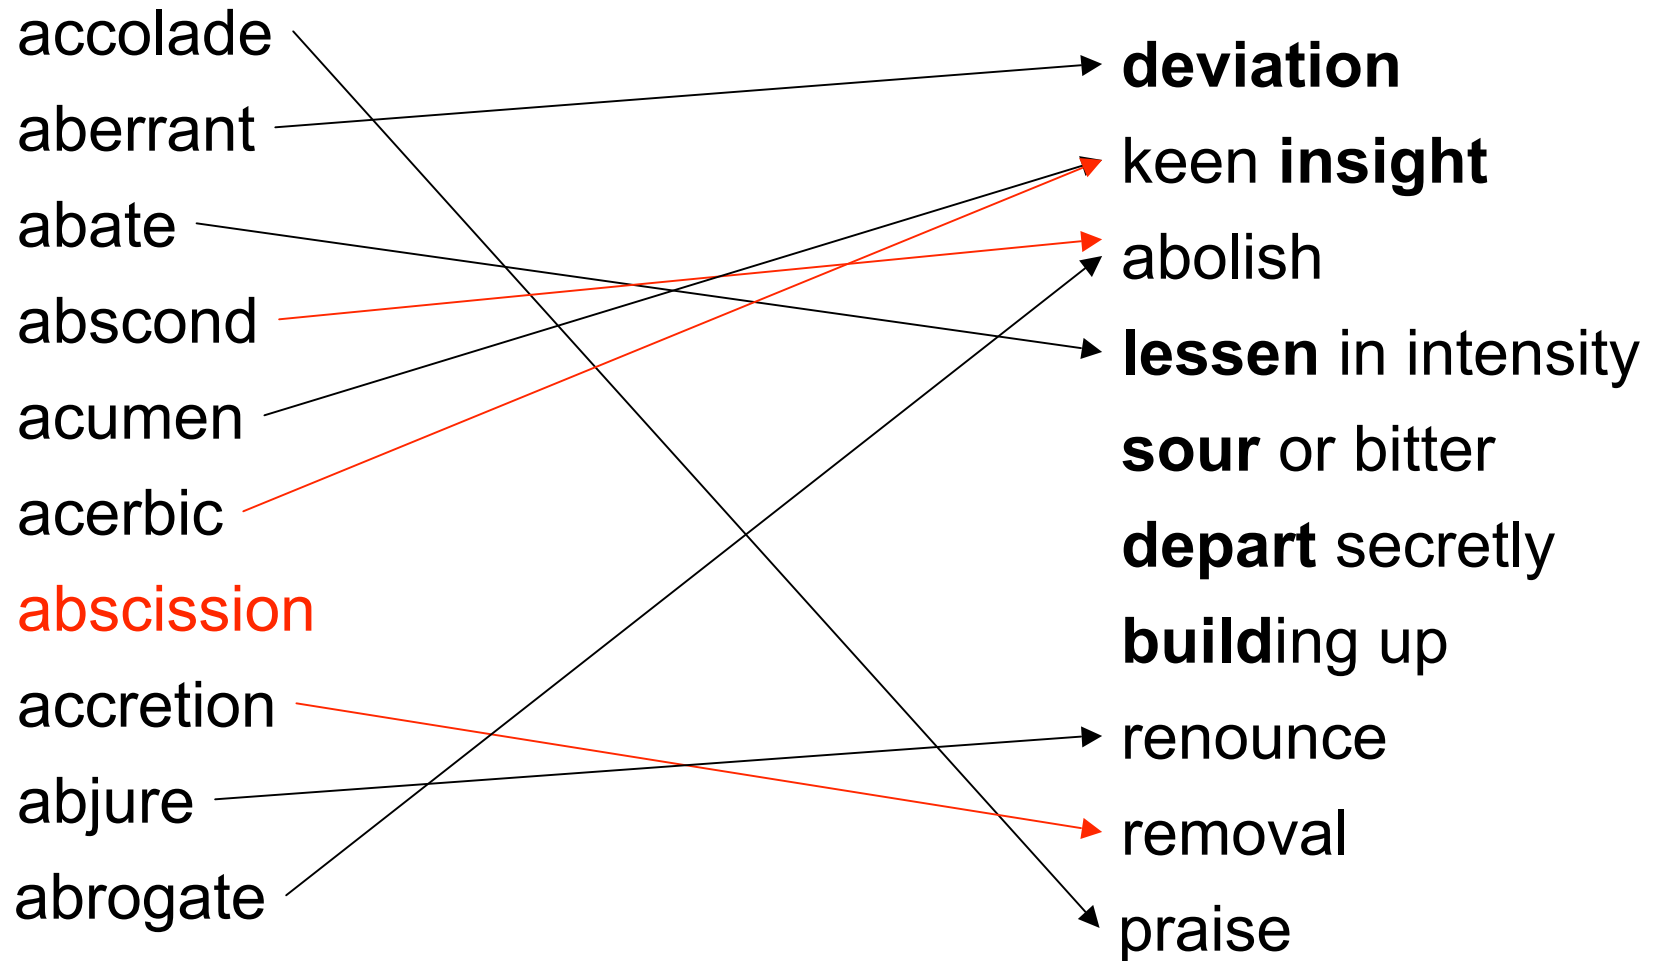 accolade
aberrant
abate
abscond
acumen
acerbic
abscission
accretion
abjure
abrogate
deviation
keen insight
abolish
lessen in intensity
sour or bitter
depart secretly
building up
renounce
removal
praise